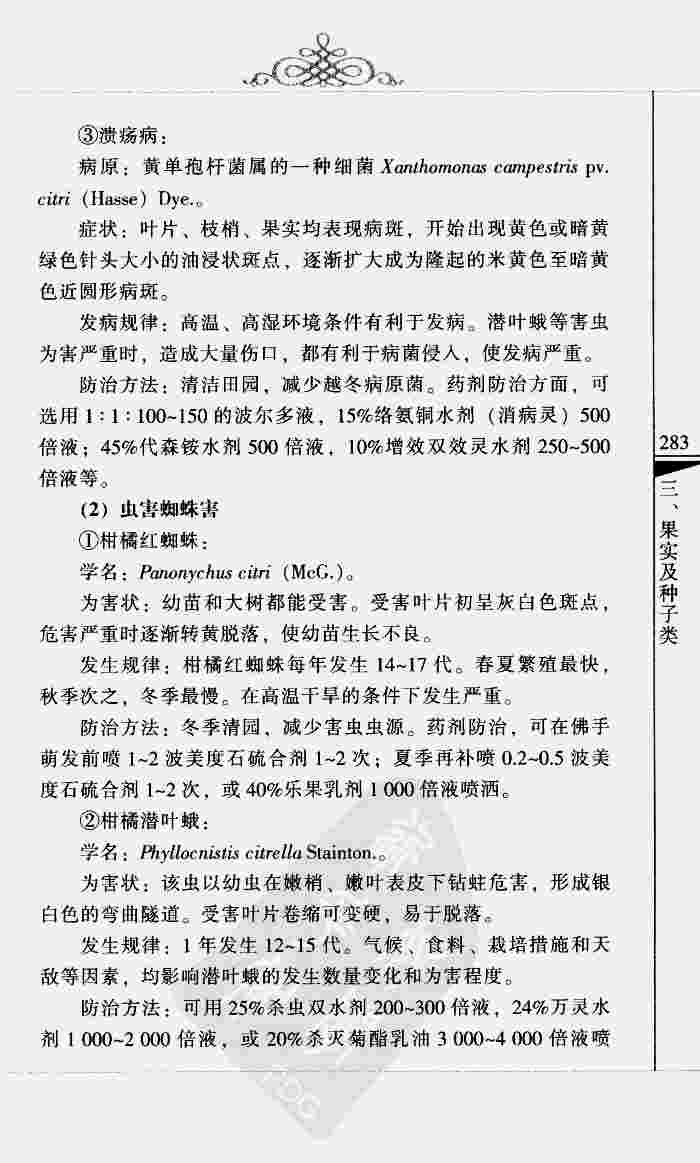 ③溃疡病：
病原：黄单孢杆菌属的一种细菌 Xanthomonas campestris pv.
citri（Hasse）Dye.。
症状：叶片、枝梢、果实均表现病斑，开始出现黄色或暗黄
绿色针头大小的油浸状斑点，逐渐扩大成为隆起的米黄色至暗黄
色近圆形病斑。
发病规律：高温、高湿环境条件有利于发病。潜叶蛾等害虫
为害严重时，造成大量伤口，都有利于病菌侵入，使发病严重。
防治方法：清洁田园，减少越冬病原菌。药剂防治方面，可
选用 1∶1∶100~150 的波尔多液，15%络氨铜水剂（消病灵）500
倍液；45%代森铵水剂 500 倍液，10%增效双效灵水剂 250~500
倍液等。
（2）虫害蜘蛛害
①柑橘红蜘蛛：
学名：Panonychus citri（McG.）。
为害状：幼苗和大树都能受害。受害叶片初呈灰白色斑点，
危害严重时逐渐转黄脱落，使幼苗生长不良。
发生规律：柑橘红蜘蛛每年发生 14~17 代。春夏繁殖最快，
秋季次之，冬季最慢。在高温干旱的条件下发生严重。
防治方法：冬季清园，减少害虫虫源。药剂防治，可在佛手
萌发前喷 1~2 波美度石硫合剂 1~2 次；夏季再补喷 0.2~0.5 波美
度石硫合剂 1~2 次，或 40%乐果乳剂 1 000 倍液喷洒。
②柑橘潜叶蛾：
学名：Phyllocnistis citrella Stainton.。
为害状：该虫以幼虫在嫩梢、嫩叶表皮下钻蛀危害，形成银
白色的弯曲隧道。受害叶片卷缩可变硬，易于脱落。
发生规律：1 年发生 12~15 代。气候、食料、栽培措施和天
敌等因素，均影响潜叶蛾的发生数量变化和为害程度。
防治方法：可用 25%杀虫双水剂 200~300 倍液，24%万灵水
剂 1 000~2 000 倍液，或 20%杀灭菊酯乳油 3 000~4 000 倍液喷
283
三、果实及种子类